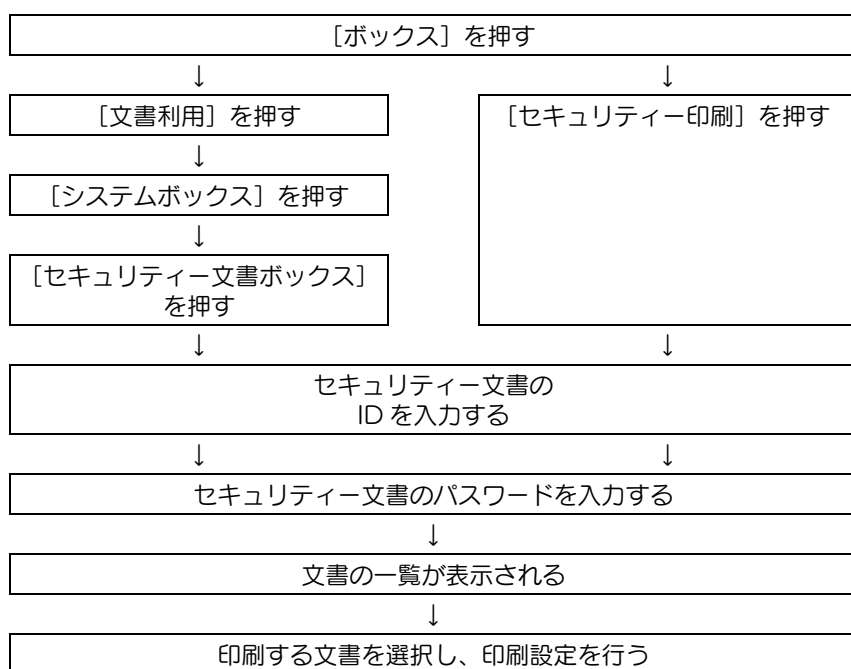 ［ボックス］を押す
↓ ↓
［文書利用］を押す ［セキュリティー印刷］を押す
↓
［システムボックス］を押す
↓
［セキュリティー文書ボックス］
を押す
↓ ↓
セキュリティー文書の
ID を入力する
↓ ↓
セキュリティー文書のパスワードを入力する
↓
文書の一覧が表示される
↓
印刷する文書を選択し、印刷設定を行う